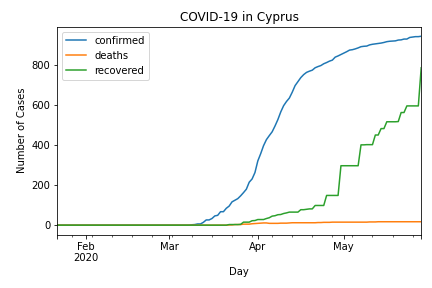 COVID-19 in Cyprus
confirmed
deaths
recovered
Number of Cases
800
600
400
200
0
Feb
2020
Mar
Apr
May
Day